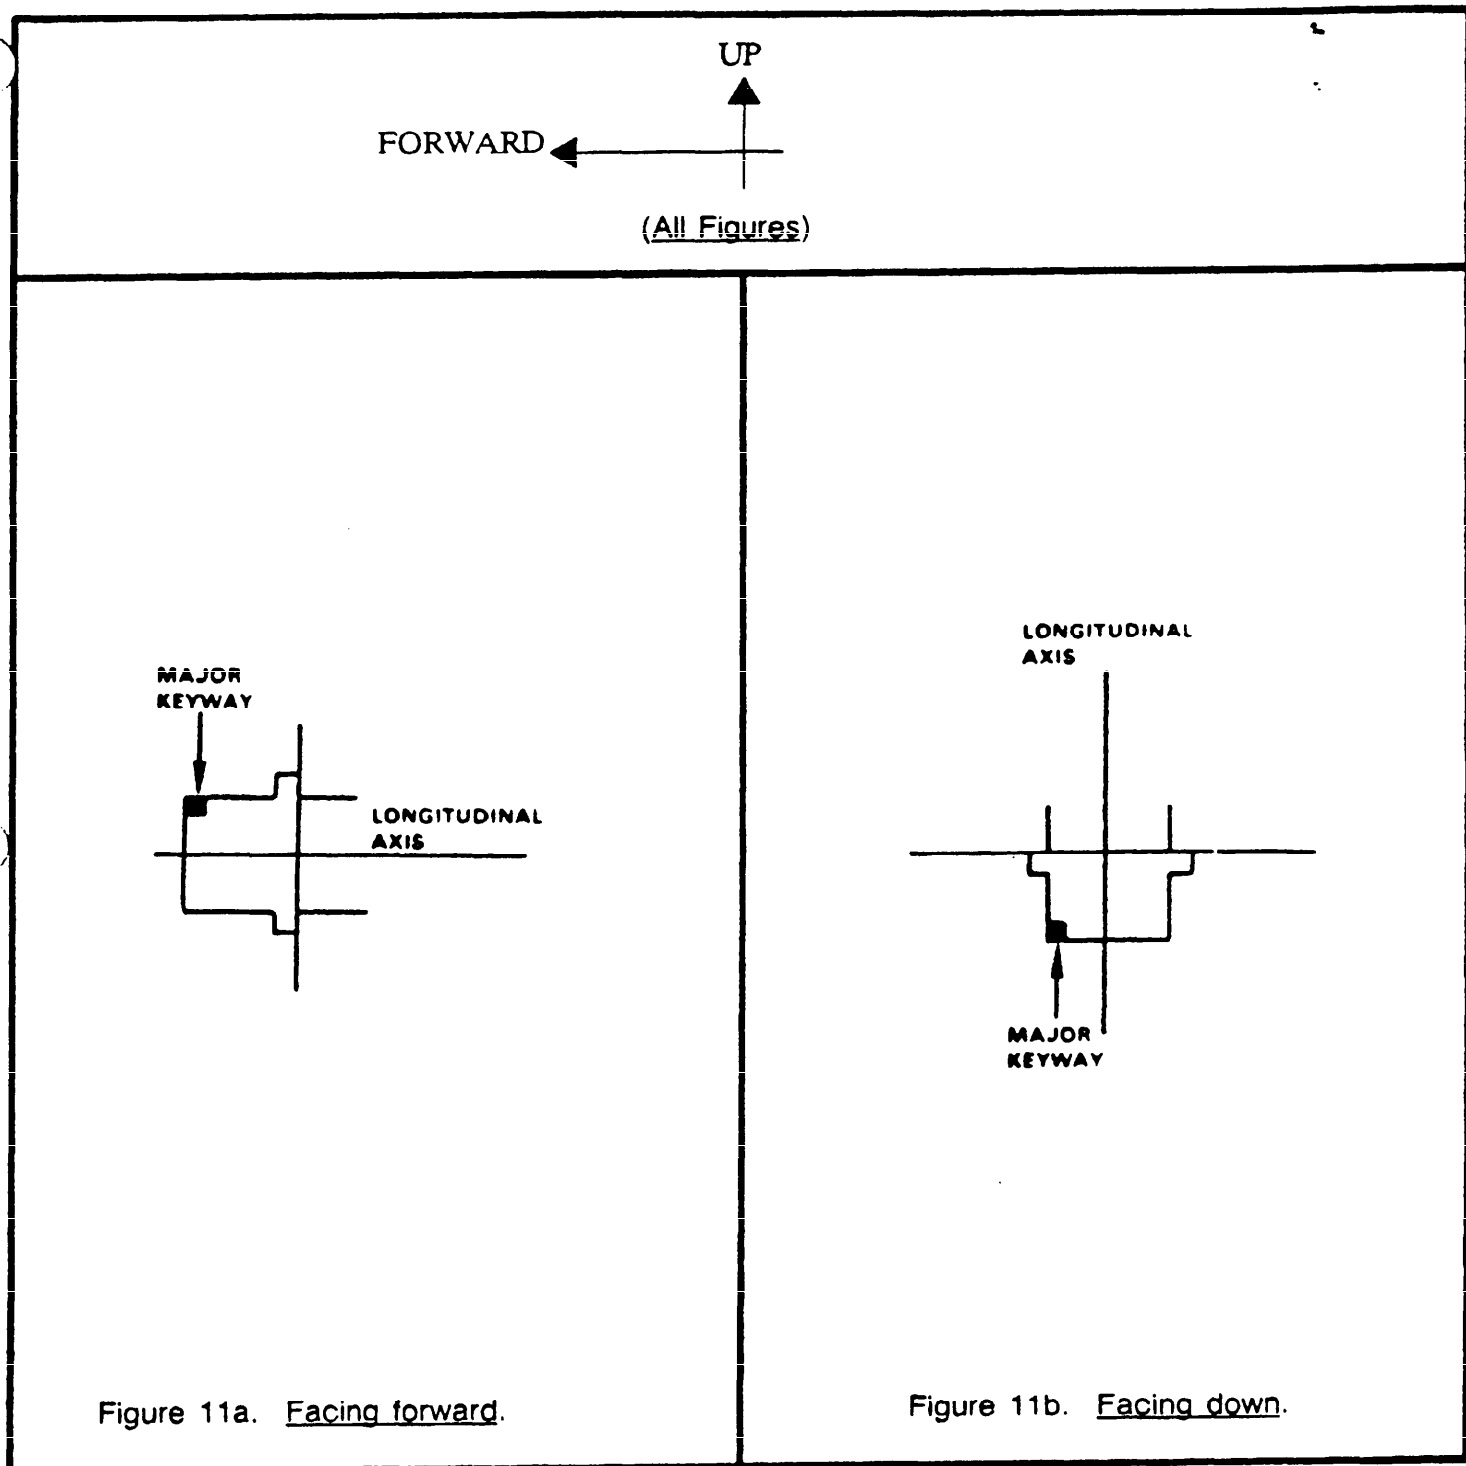 UP
FORWARD
(All Figures)
MAJOR
KEYWAY
LONGITUDINAL
AXIS
Figure 11a. Facing forward.
LONGITUDINAL
AXIS
MAJOR
KEYWAY
Figure 11b. Facing down.